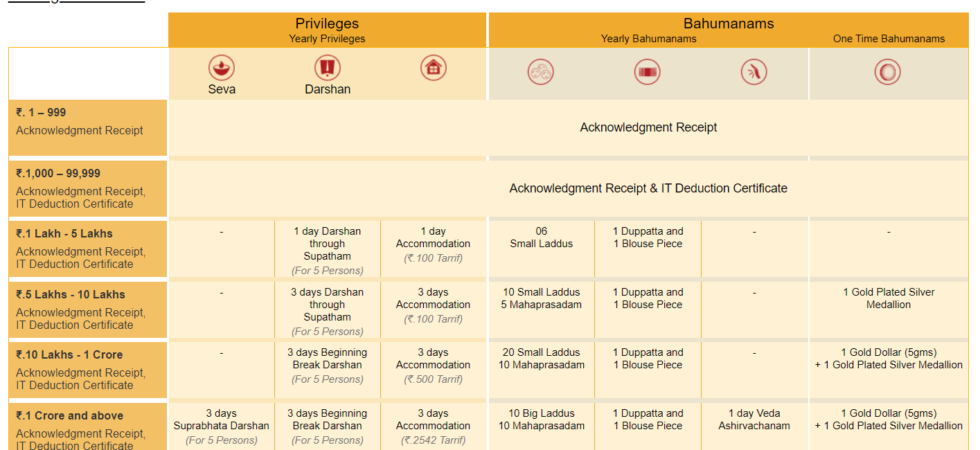 Privileges
Bahumanams
Yearly Privileges
Yearly Bahumanams
One Time Bahumanams
Seva
Darshan
₹. 1 – 999
Acknowledgment Receipt
Acknowledgment Receipt
₹.1,000 – 99,999
Acknowledgment Receipt,
IT Deduction Certificate
Acknowledgment Receipt & IT Deduction Certificate
₹.1 Lakh - 5 Lakhs
Acknowledgment Receipt,
IT Deduction Certificate
-
1 day Darshan
through
Supatham
(For 5 Persons)
1 day
Accommodation
(₹.100 Tarrif)
06
Small Laddus
1 Duppatta and
1 Blouse Piece
-
-
₹.5 Lakhs - 10 Lakhs
Acknowledgment Receipt,
IT Deduction Certificate
-
3 days Darshan
through
Supatham
(For 5 Persons)
3 days
Accommodation
(₹.100 Tarrif)
10 Small Laddus
5 Mahaprasadam
1 Duppatta and
1 Blouse Piece
-
1 Gold Plated Silver
Medallion
₹.10 Lakhs - 1 Crore
Acknowledgment Receipt,
IT Deduction Certificate
-
3 days Beginning
Break Darshan
(For 5 Persons)
3 days
Accommodation
(₹.500 Tarrif)
20 Small Laddus
10 Mahaprasadam
1 Duppatta and
1 Blouse Piece
-
1 Gold Dollar (5gms)
+ 1 Gold Plated Silver Medallion
₹.1 Crore and above
Acknowledgment Receipt,
IT Deduction Certificate
3 days
Suprabhata Darshan
(For 5 Persons)
3 days Beginning
Break Darshan
(For 5 Persons)
3 days
Accommodation
(₹.2542 Tarrif)
10 Big Laddus
10 Mahaprasadam
1 Duppatta and
1 Blouse Piece
1 day Veda
Ashirvachanam
1 Gold Dollar (5gms)
+ 1 Gold Plated Silver Medallion